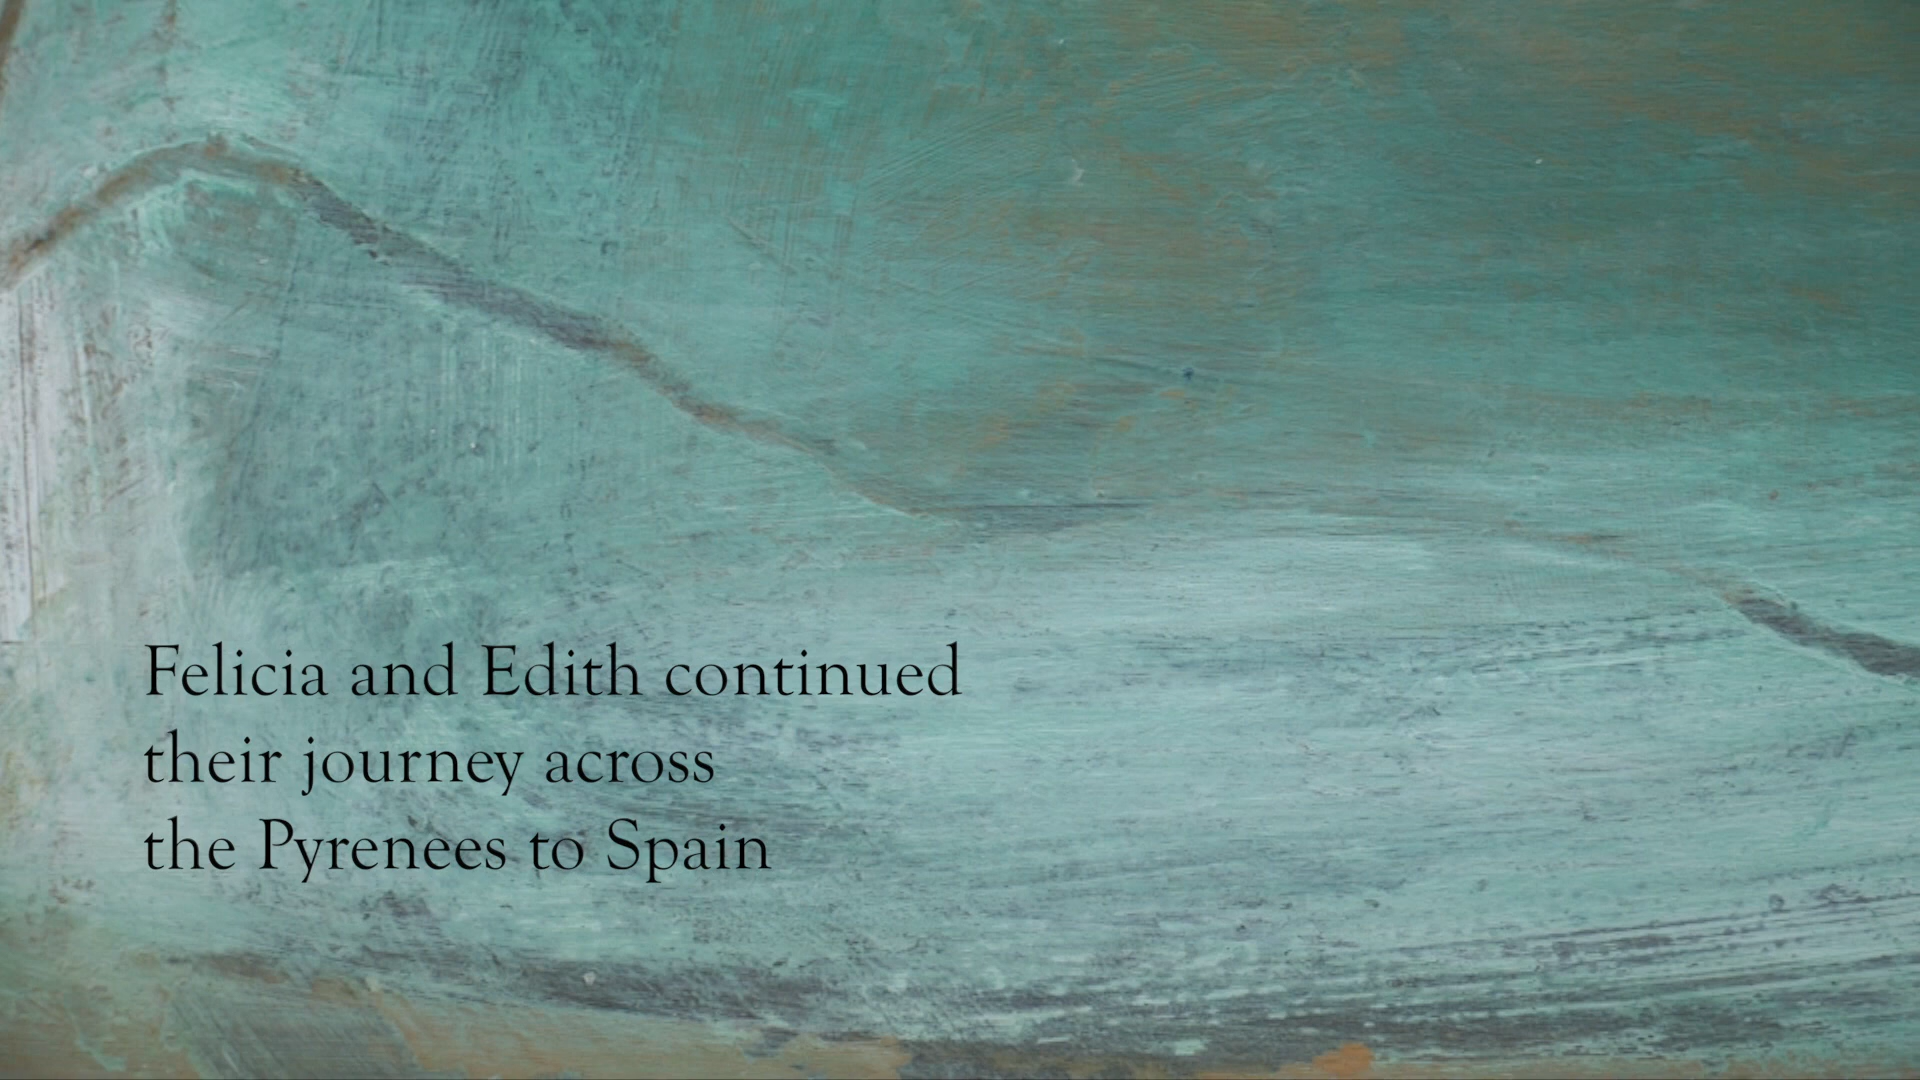 Felicia and Edith continued
their journey across
the Pyrenees to Spain